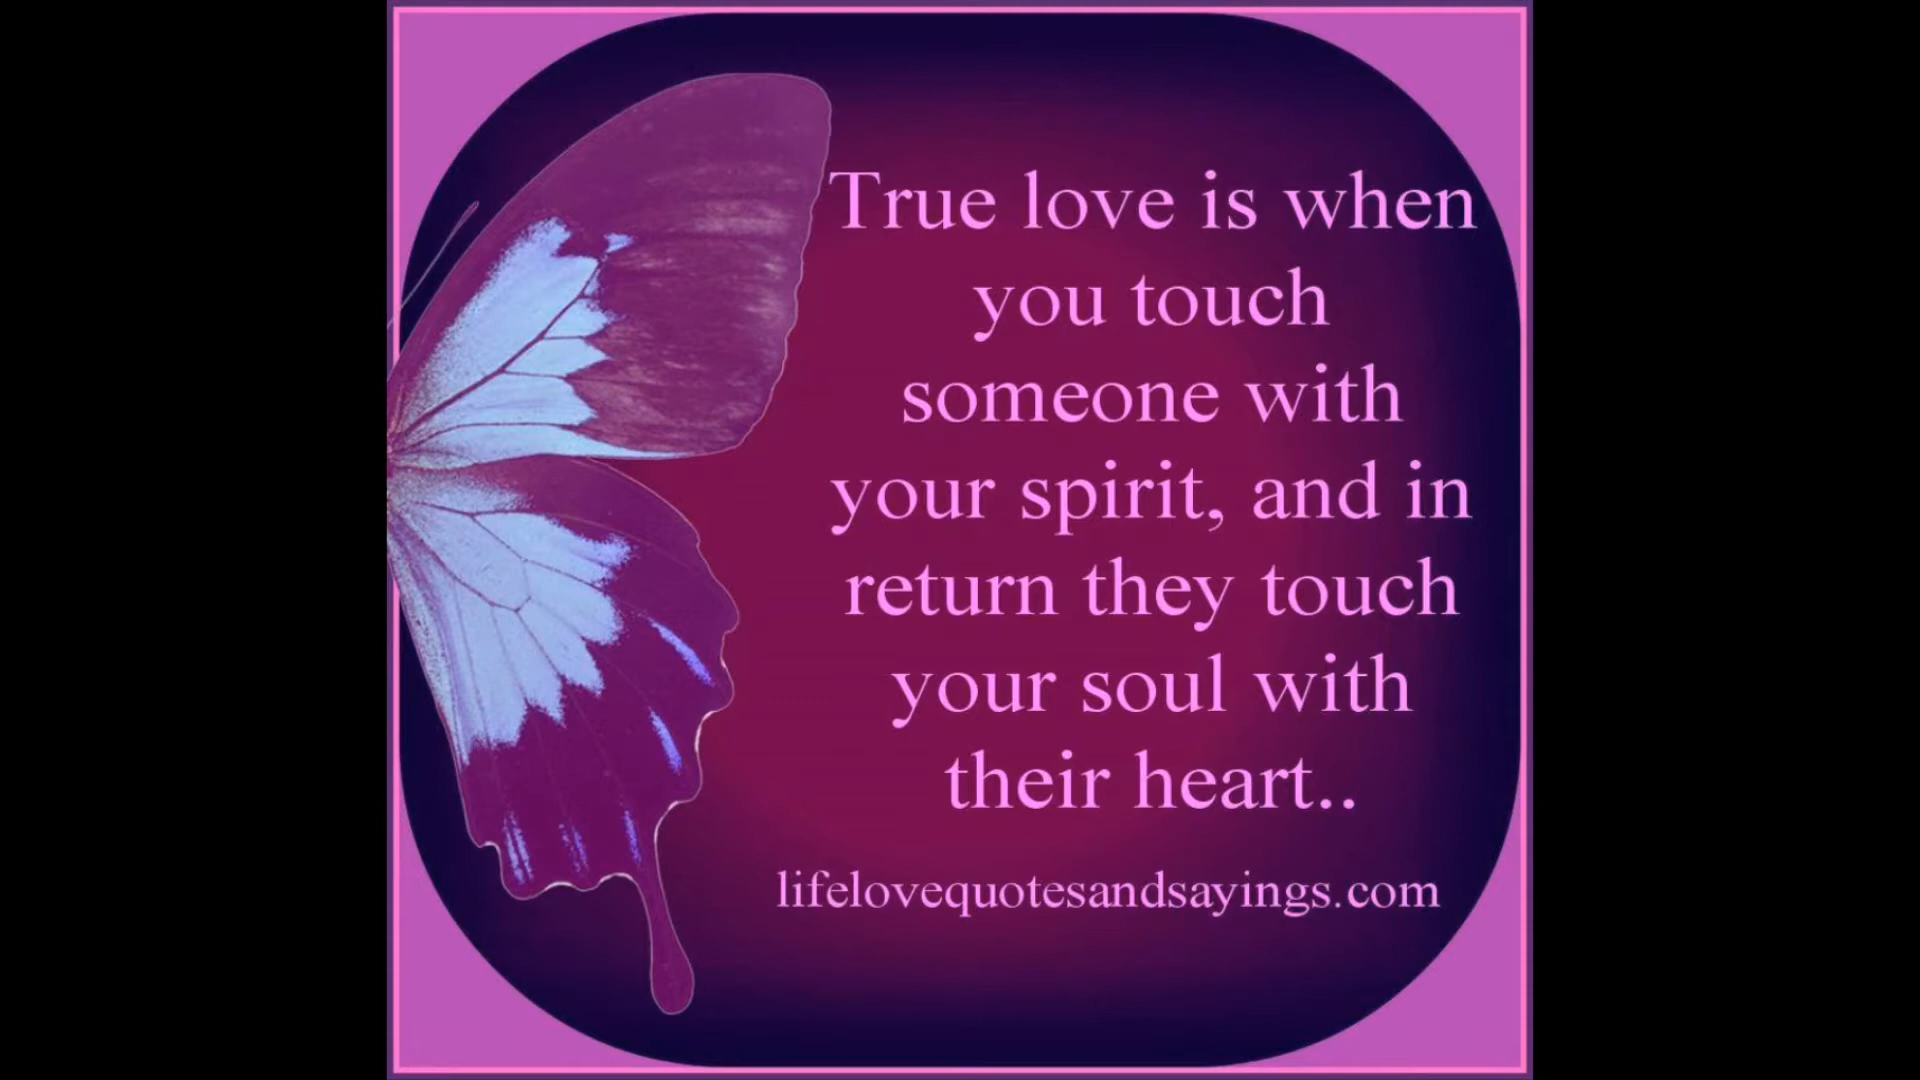 True love is when
you touch
someone with
your spirit, and in
return they touch
your soul with
their heart..
lifelovequotesandsayings.com